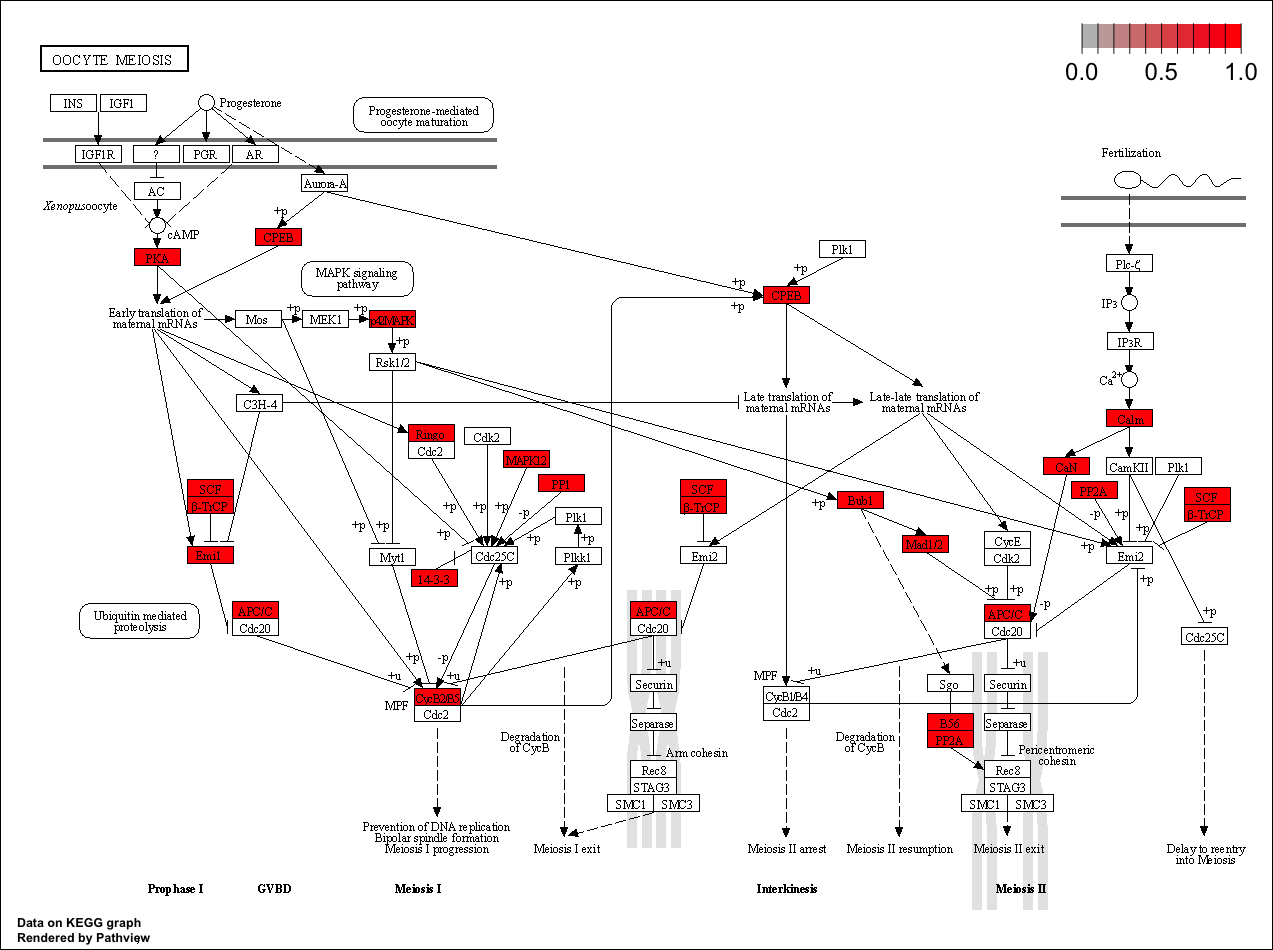 OOCYTE MEIOSIS
0.0 0.5 1.0
INS IGF1 Progesterone
Progesterone-mediated
oocyte maturation
IGF1R ? PGR AR
Fertilization
AC Aurora-A
Xenopus oocyte
+p
cAMP
CPEB
PKA
Plk1
+p
Plc-ζ
MAPK signaling
pathway
+p
CPEB
+p
IP3
Early translation of
maternal mRNAs
Mos +p MEK1 +p p42MAPK
+p
Rsk1/2
IP3R
Ca2+
C3H-4
Late translation of
maternal mRNAs
Late-late translation of
maternal mRNAs
Calm
Ringo
Cdc2
Cdk2
MAPK12
PP1
CaN CamKII Plk1
SCF
β-TrCP
SCF
β-TrCP
Bub1
+p
PP2A
SCF
β-TrCP
+p +p +p +p +p -p
Plk1
+p +p
-p +p
Emi1
Myt1
Cdc25C
Plkk1
Emi2
Mad1/2
CycE
Cdk2
+p
Emi2
14-3-3
+p +p
+p +p
+p
Ubiquitin mediated
proteolysis
APC/C
Cdc20
APC/C
Cdc20
APC/C
Cdc20
-p
+p
Cdc25C
+p -p
+u +u
+u
+u
+u
MPF
CycB2/B5
Cdc2
Securin
MPF
CycB1/B4
Cdc2
Sgo
Securin
Separase
B56
PP2A
Separase
Degradation
of CycB
Arm cohesin
Degradation
of CycB
Pericentromeric
cohesin
Rec8
STAG3
SMC1 SMC3
Rec8
STAG3
SMC1 SMC3
Prevention of DNA replication
Bipolar spindle formation
Meiosis I progression
Meiosis I exit
Meiosis II arrest
Meiosis II resumption
Meiosis II exit
Delay to reentry
into Meiosis
Prophase I GVBD Meiosis I Interkinesis Meiosis II
Data on KEGG graph
Rendered by Pathview